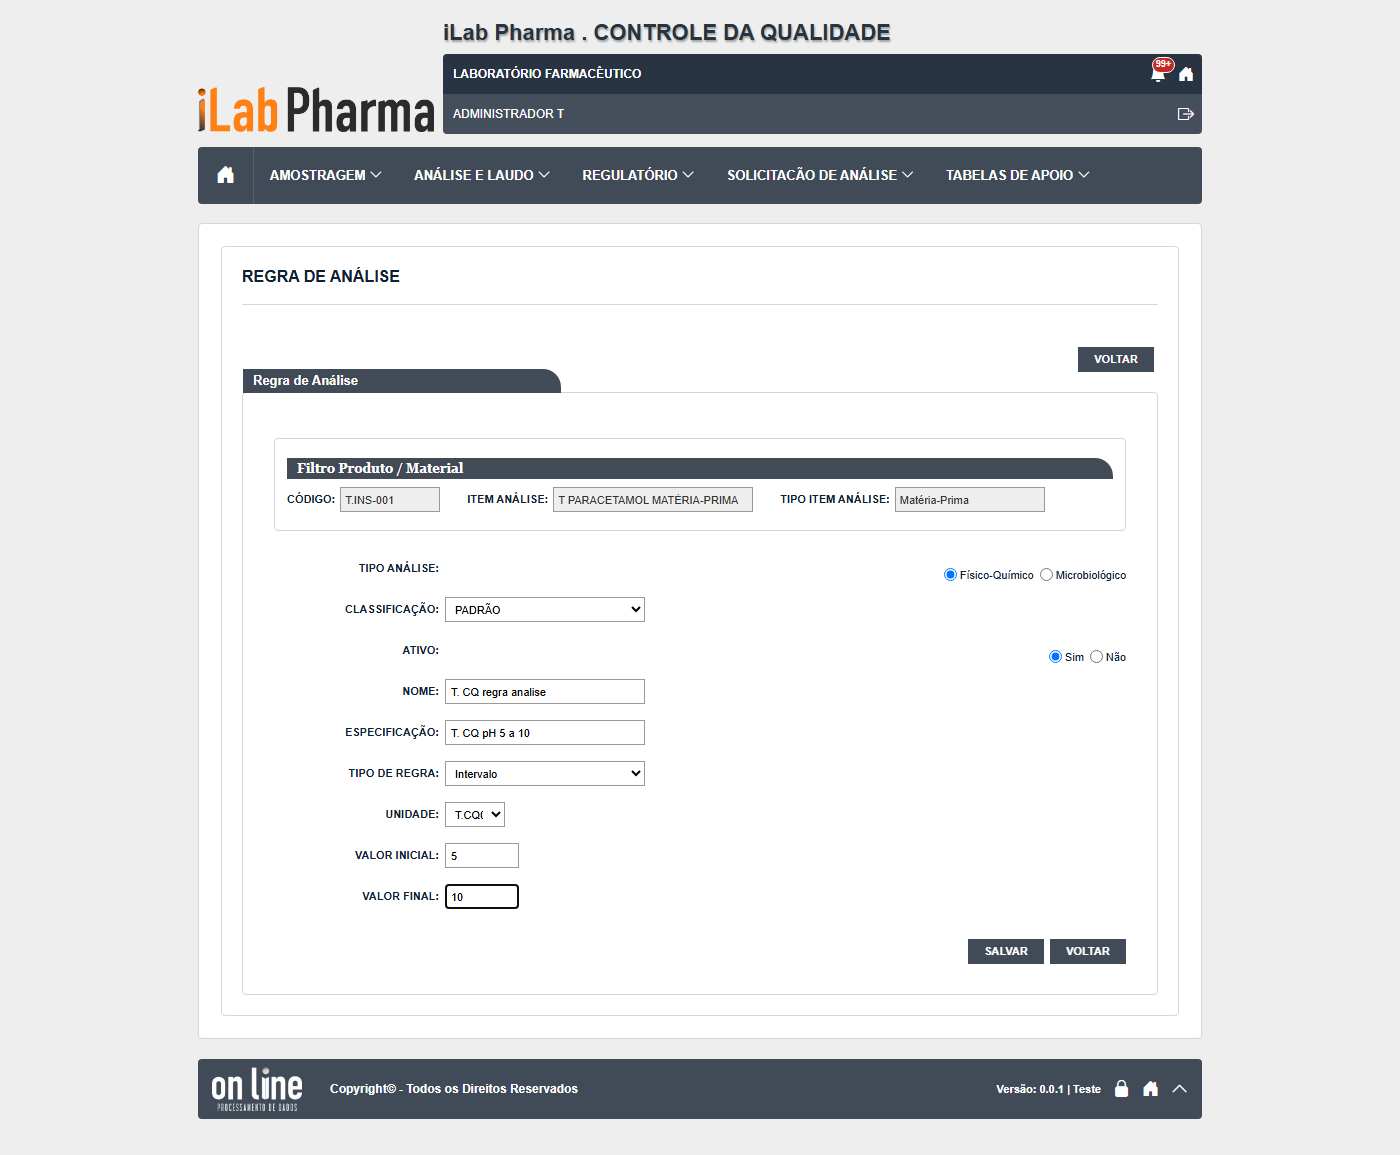 iLab Pharma . CONTROLE DA QUALIDADE
iLab Pharma
LABORATÓRIO FARMACÊUTICO
99+
ADMINISTRADOR T
AMOSTRAGEM
ANÁLISE E LAUDO
REGULATÓRIO
SOLICITACÃO DE ANÁLISE
TABELAS DE APOIO
REGRA DE ANÁLISE
VOLTAR
Regra de Análise
Filtro Produto / Material
CÓDIGO: T.INS-001 ITEM ANÁLISE: T PARACETAMOL MATÉRIA-PRIMA TIPO ITEM ANÁLISE: Matéria-Prima
TIPO ANÁLISE: Físico-Químico Microbiológico
CLASSIFICAÇÃO: PADRÃO
ATIVO: Sim Não
NOME: T. CQ regra analise
ESPECIFICAÇÃO: T. CQ pH 5 a 10
TIPO DE REGRA: Intervalo
UNIDADE:
VALOR INICIAL: 5
VALOR FINAL: 10
SALVAR VOLTAR
on line
PROCESSAMENTO DE DADOS
Copyright© - Todos os Direitos Reservados
Versão: 0.0.1 | Teste